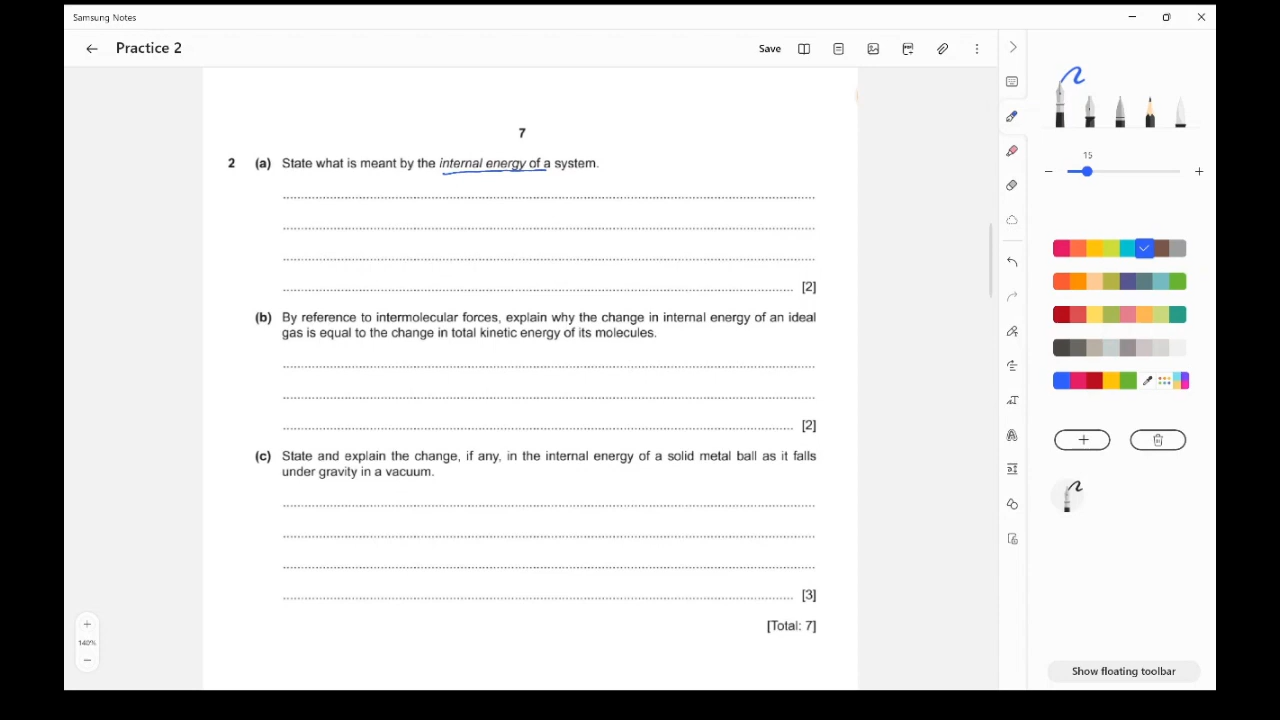 Samsung Notes
Practice 2
Save
PDF
15
7
2 (a) State what is meant by the internal energy of a system.
[2]
(b) By reference to intermolecular forces, explain why the change in internal energy of an ideal
gas is equal to the change in total kinetic energy of its molecules.
[2]
(c) State and explain the change, if any, in the internal energy of a solid metal ball as it falls
under gravity in a vacuum.
[3]
[Total: 7]
140%
Show floating toolbar